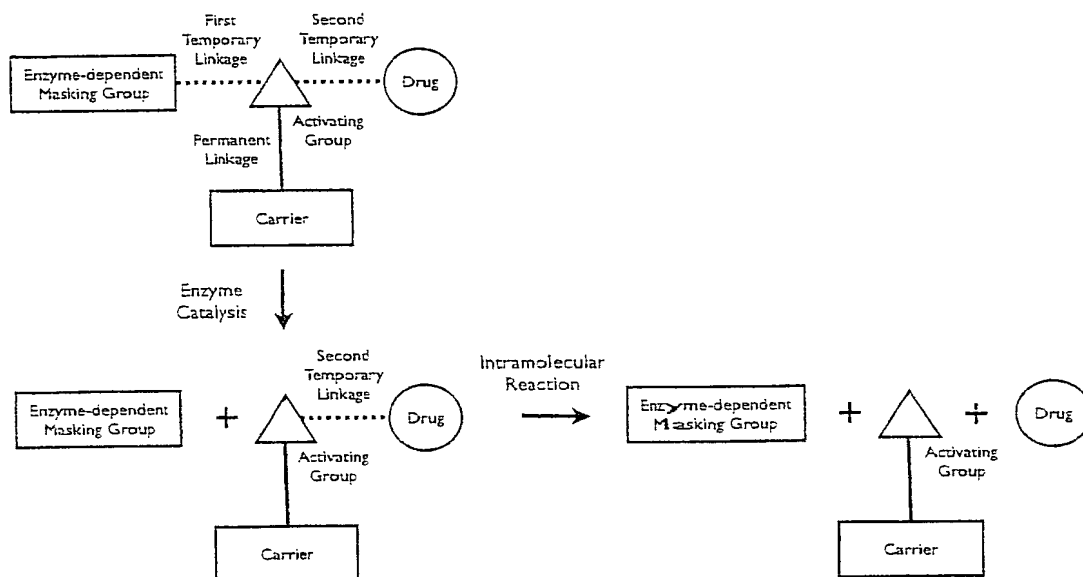 First
Temporary
Linkage
Second
Temporary
Linkage
Enzyme-dependent
Masking Group
Drug
Activating
Group
Permanent
Linkage
Carrier
Enzyme
Catalysis
Second
Temporary
Linkage
Intramolecular
Reaction
Enzyme-dependent
Masking Group
+
Drug
Activating
Group
Carrier
Enzyme-dependent
Masking Group
+
+
Drug
Activating
Group
Carrier